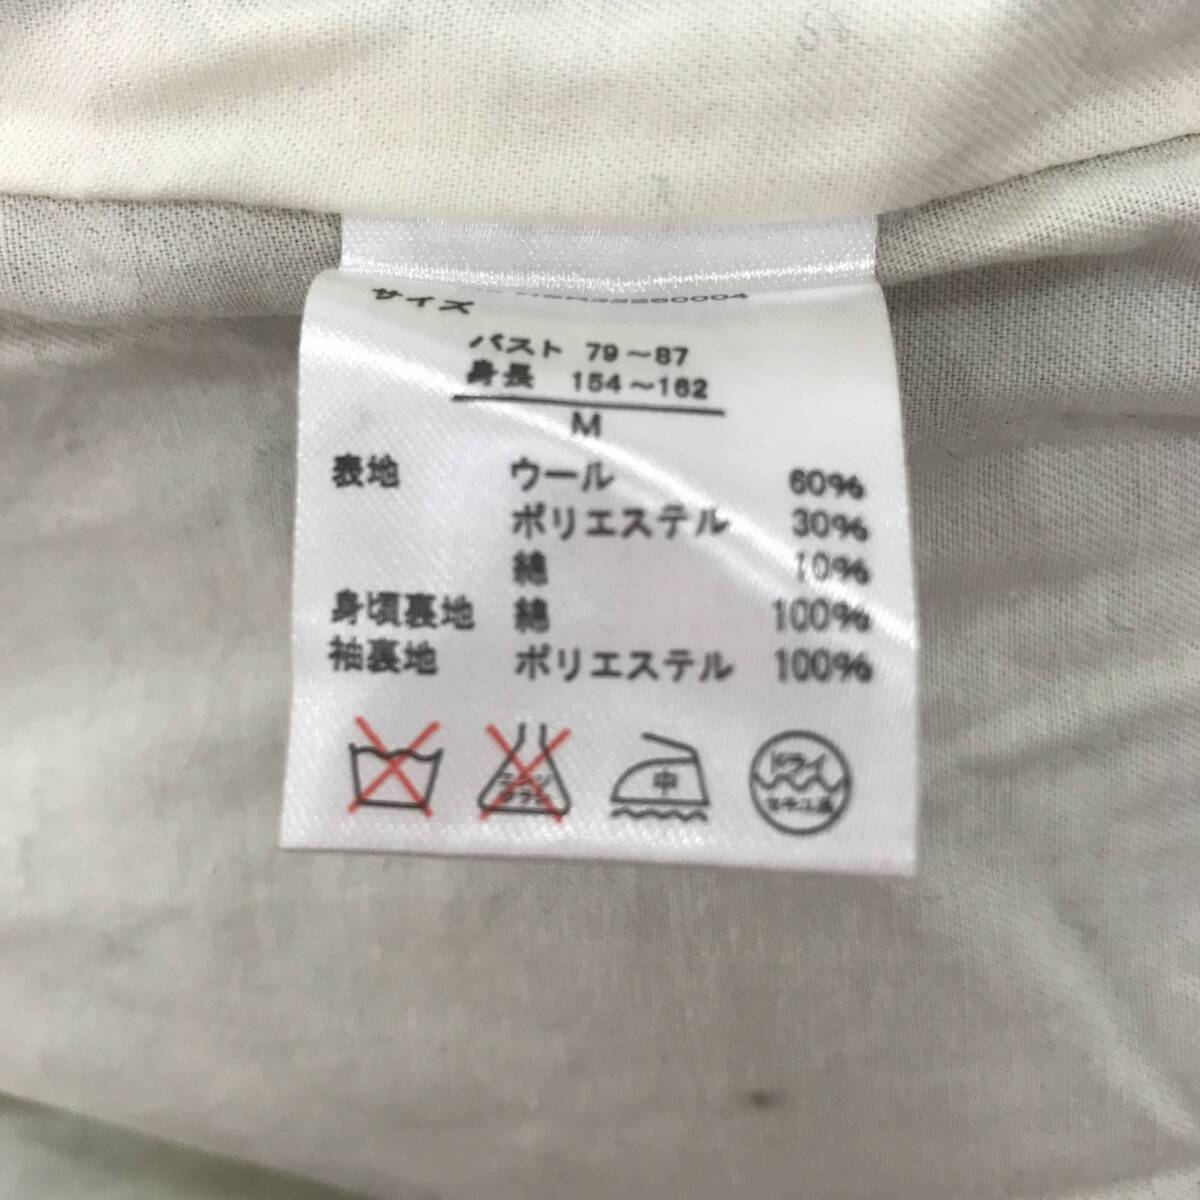 サイズ
バスト 79～87
身長 154～162
M
表地 ウール 60%
ポリエステル 30%
綿 10%
身頃裏地 綿 100%
袖裏地 ポリエステル 100%
中
ドライ